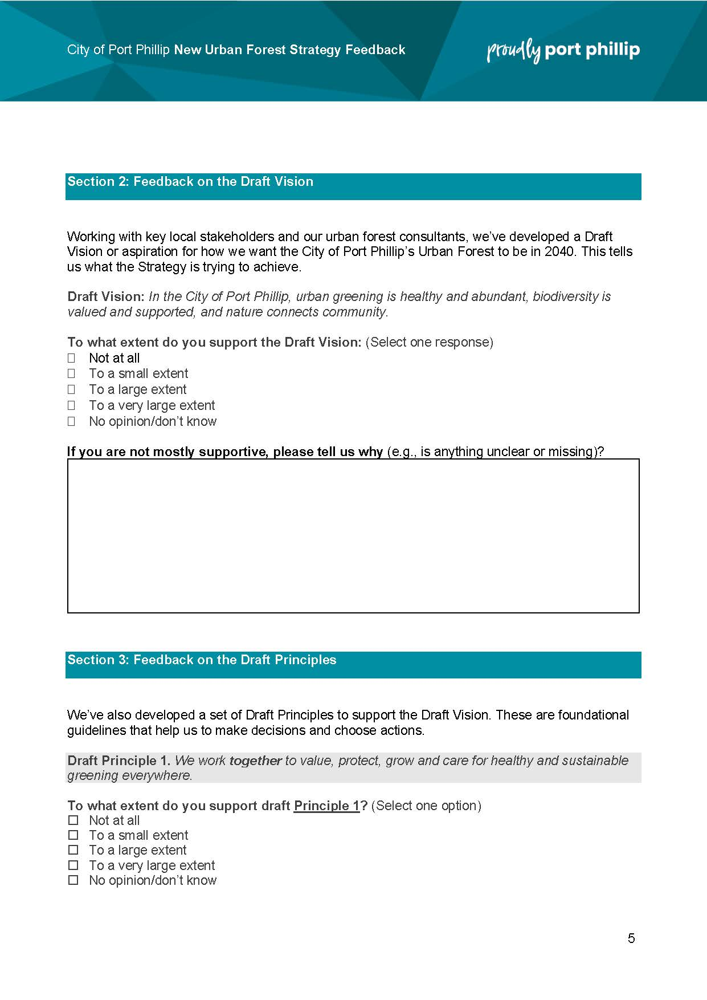 City of Port Phillip New Urban Forest Strategy Feedback
proudly port phillip
Section 2: Feedback on the Draft Vision
Working with key local stakeholders and our urban forest consultants, we’ve developed a Draft
Vision or aspiration for how we want the City of Port Phillip’s Urban Forest to be in 2040. This tells
us what the Strategy is trying to achieve.
Draft Vision: In the City of Port Phillip, urban greening is healthy and abundant, biodiversity is
valued and supported, and nature connects community.
To what extent do you support the Draft Vision: (Select one response)
☐ Not at all
☐ To a small extent
☐ To a large extent
☐ To a very large extent
☐ No opinion/don’t know
If you are not mostly supportive, please tell us why (e.g., is anything unclear or missing)?
Section 3: Feedback on the Draft Principles
We’ve also developed a set of Draft Principles to support the Draft Vision. These are foundational
guidelines that help us to make decisions and choose actions.
Draft Principle 1. We work together to value, protect, grow and care for healthy and sustainable
greening everywhere.
To what extent do you support draft Principle 1? (Select one option)
☐ Not at all
☐ To a small extent
☐ To a large extent
☐ To a very large extent
☐ No opinion/don’t know
5